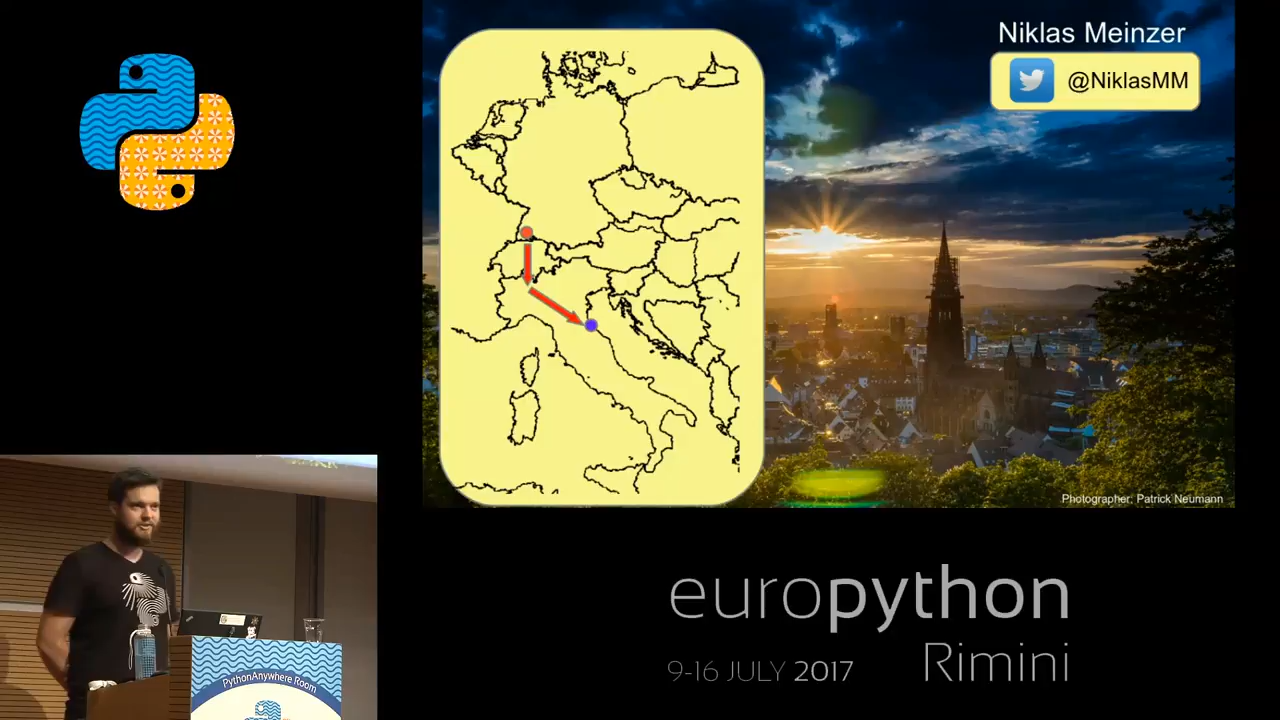 Niklas Meinzer
@NiklasMM
Photographer: Patrick Neumann
europython
Rimini
9-16 JULY 2017
PythonAnywhere Room